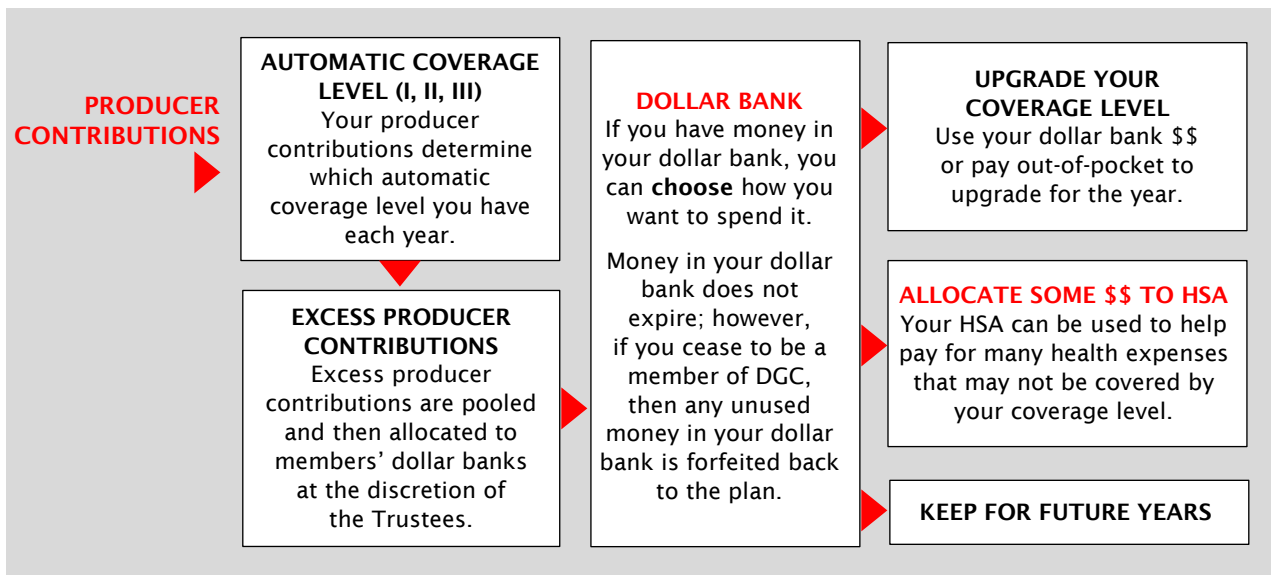 PRODUCER
CONTRIBUTIONS
AUTOMATIC COVERAGE
LEVEL (I, II, III)
Your producer
contributions determine
which automatic
coverage level you have
each year.
EXCESS PRODUCER
CONTRIBUTIONS
Excess producer
contributions are pooled
and then allocated to
members’ dollar banks
at the discretion of
the Trustees.
DOLLAR BANK
If you have money in
your dollar bank, you
can choose how you
want to spend it.
Money in your dollar
bank does not
expire; however,
if you cease to be a
member of DGC,
then any unused
money in your dollar
bank is forfeited back
to the plan.
UPGRADE YOUR
COVERAGE LEVEL
Use your dollar bank $$
or pay out-of-pocket to
upgrade for the year.
ALLOCATE SOME $$ TO HSA
Your HSA can be used to help
pay for many health expenses
that may not be covered by
your coverage level.
KEEP FOR FUTURE YEARS